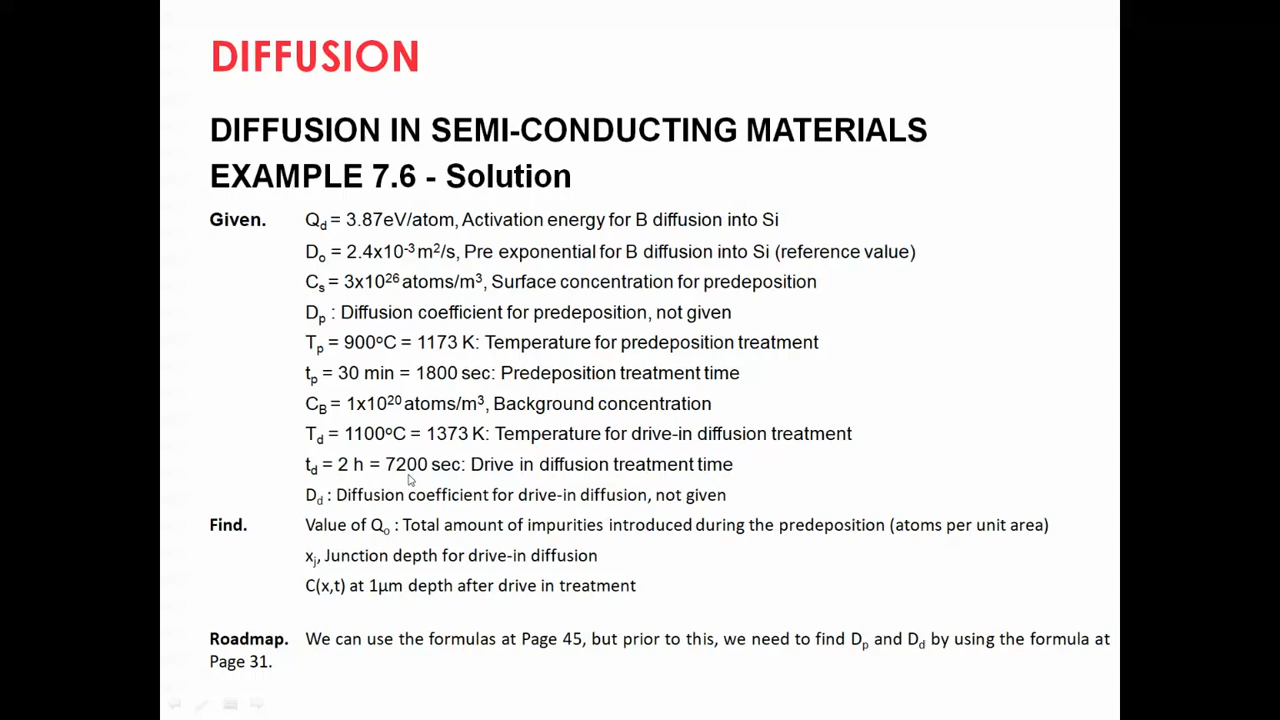 DIFFUSION
DIFFUSION IN SEMI-CONDUCTING MATERIALS
EXAMPLE 7.6 - Solution
Given. Qd = 3.87eV/atom, Activation energy for B diffusion into Si
Do = 2.4x10-3 m2/s, Pre exponential for B diffusion into Si (reference value)
Cs = 3x1026 atoms/m3, Surface concentration for predeposition
Dp : Diffusion coefficient for predeposition, not given
Tp = 900oC = 1173 K: Temperature for predeposition treatment
tp = 30 min = 1800 sec: Predeposition treatment time
CB = 1x1020 atoms/m3, Background concentration
Td = 1100oC = 1373 K: Temperature for drive-in diffusion treatment
td = 2 h = 7200 sec: Drive in diffusion treatment time
Dd : Diffusion coefficient for drive-in diffusion, not given
Find. Value of Qo : Total amount of impurities introduced during the predeposition (atoms per unit area)
xj, Junction depth for drive-in diffusion
C(x,t) at 1µm depth after drive in treatment
Roadmap. We can use the formulas at Page 45, but prior to this, we need to find Dp and Dd by using the formula at
Page 31.